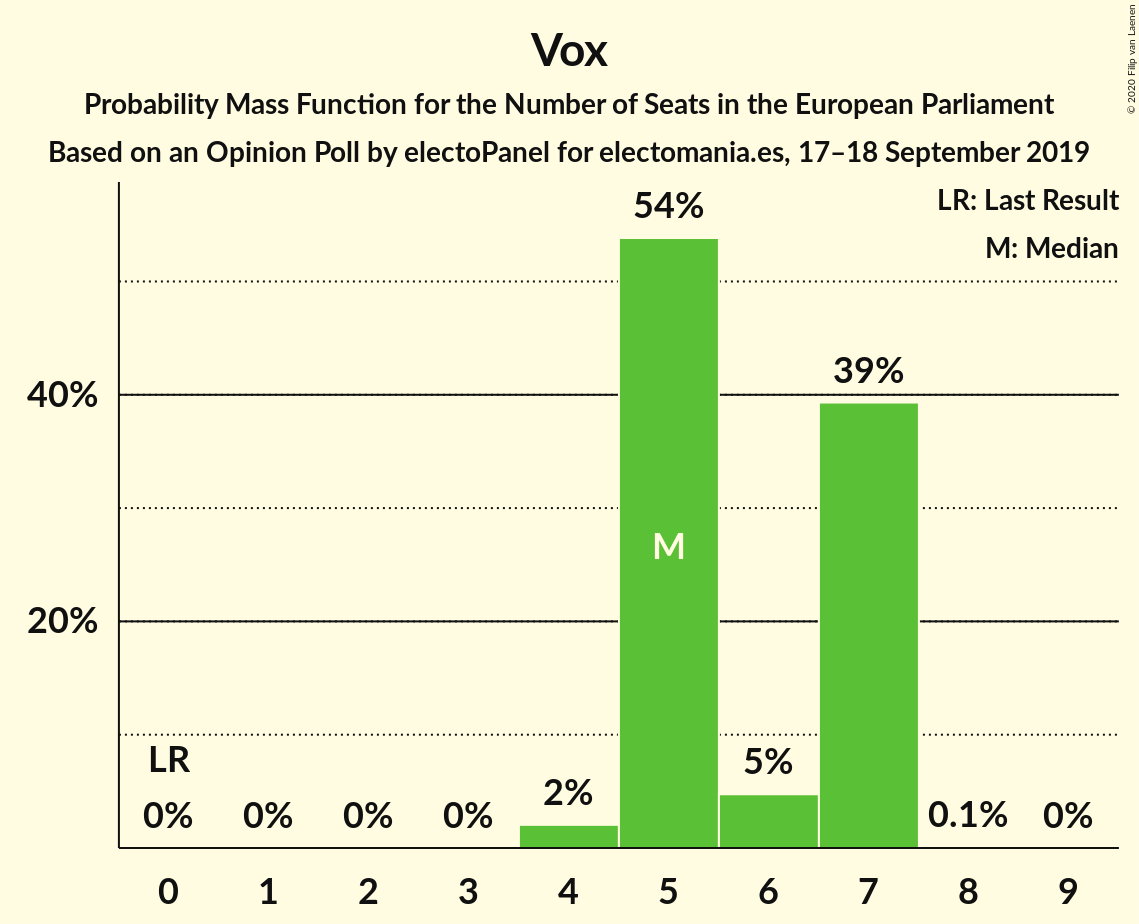 Vox
Probability Mass Function for the Number of Seats in the European Parliament
Based on an Opinion Poll by electoPanel for electomania.es, 17–18 September 2019
© 2020 Filip van Laenen
LR: Last Result
M: Median
54%
39%
40%
M
20%
LR
0%
0%
0%
0%
2%
5%
0.1%
0%
0 1 2 3 4 5 6 7 8 9